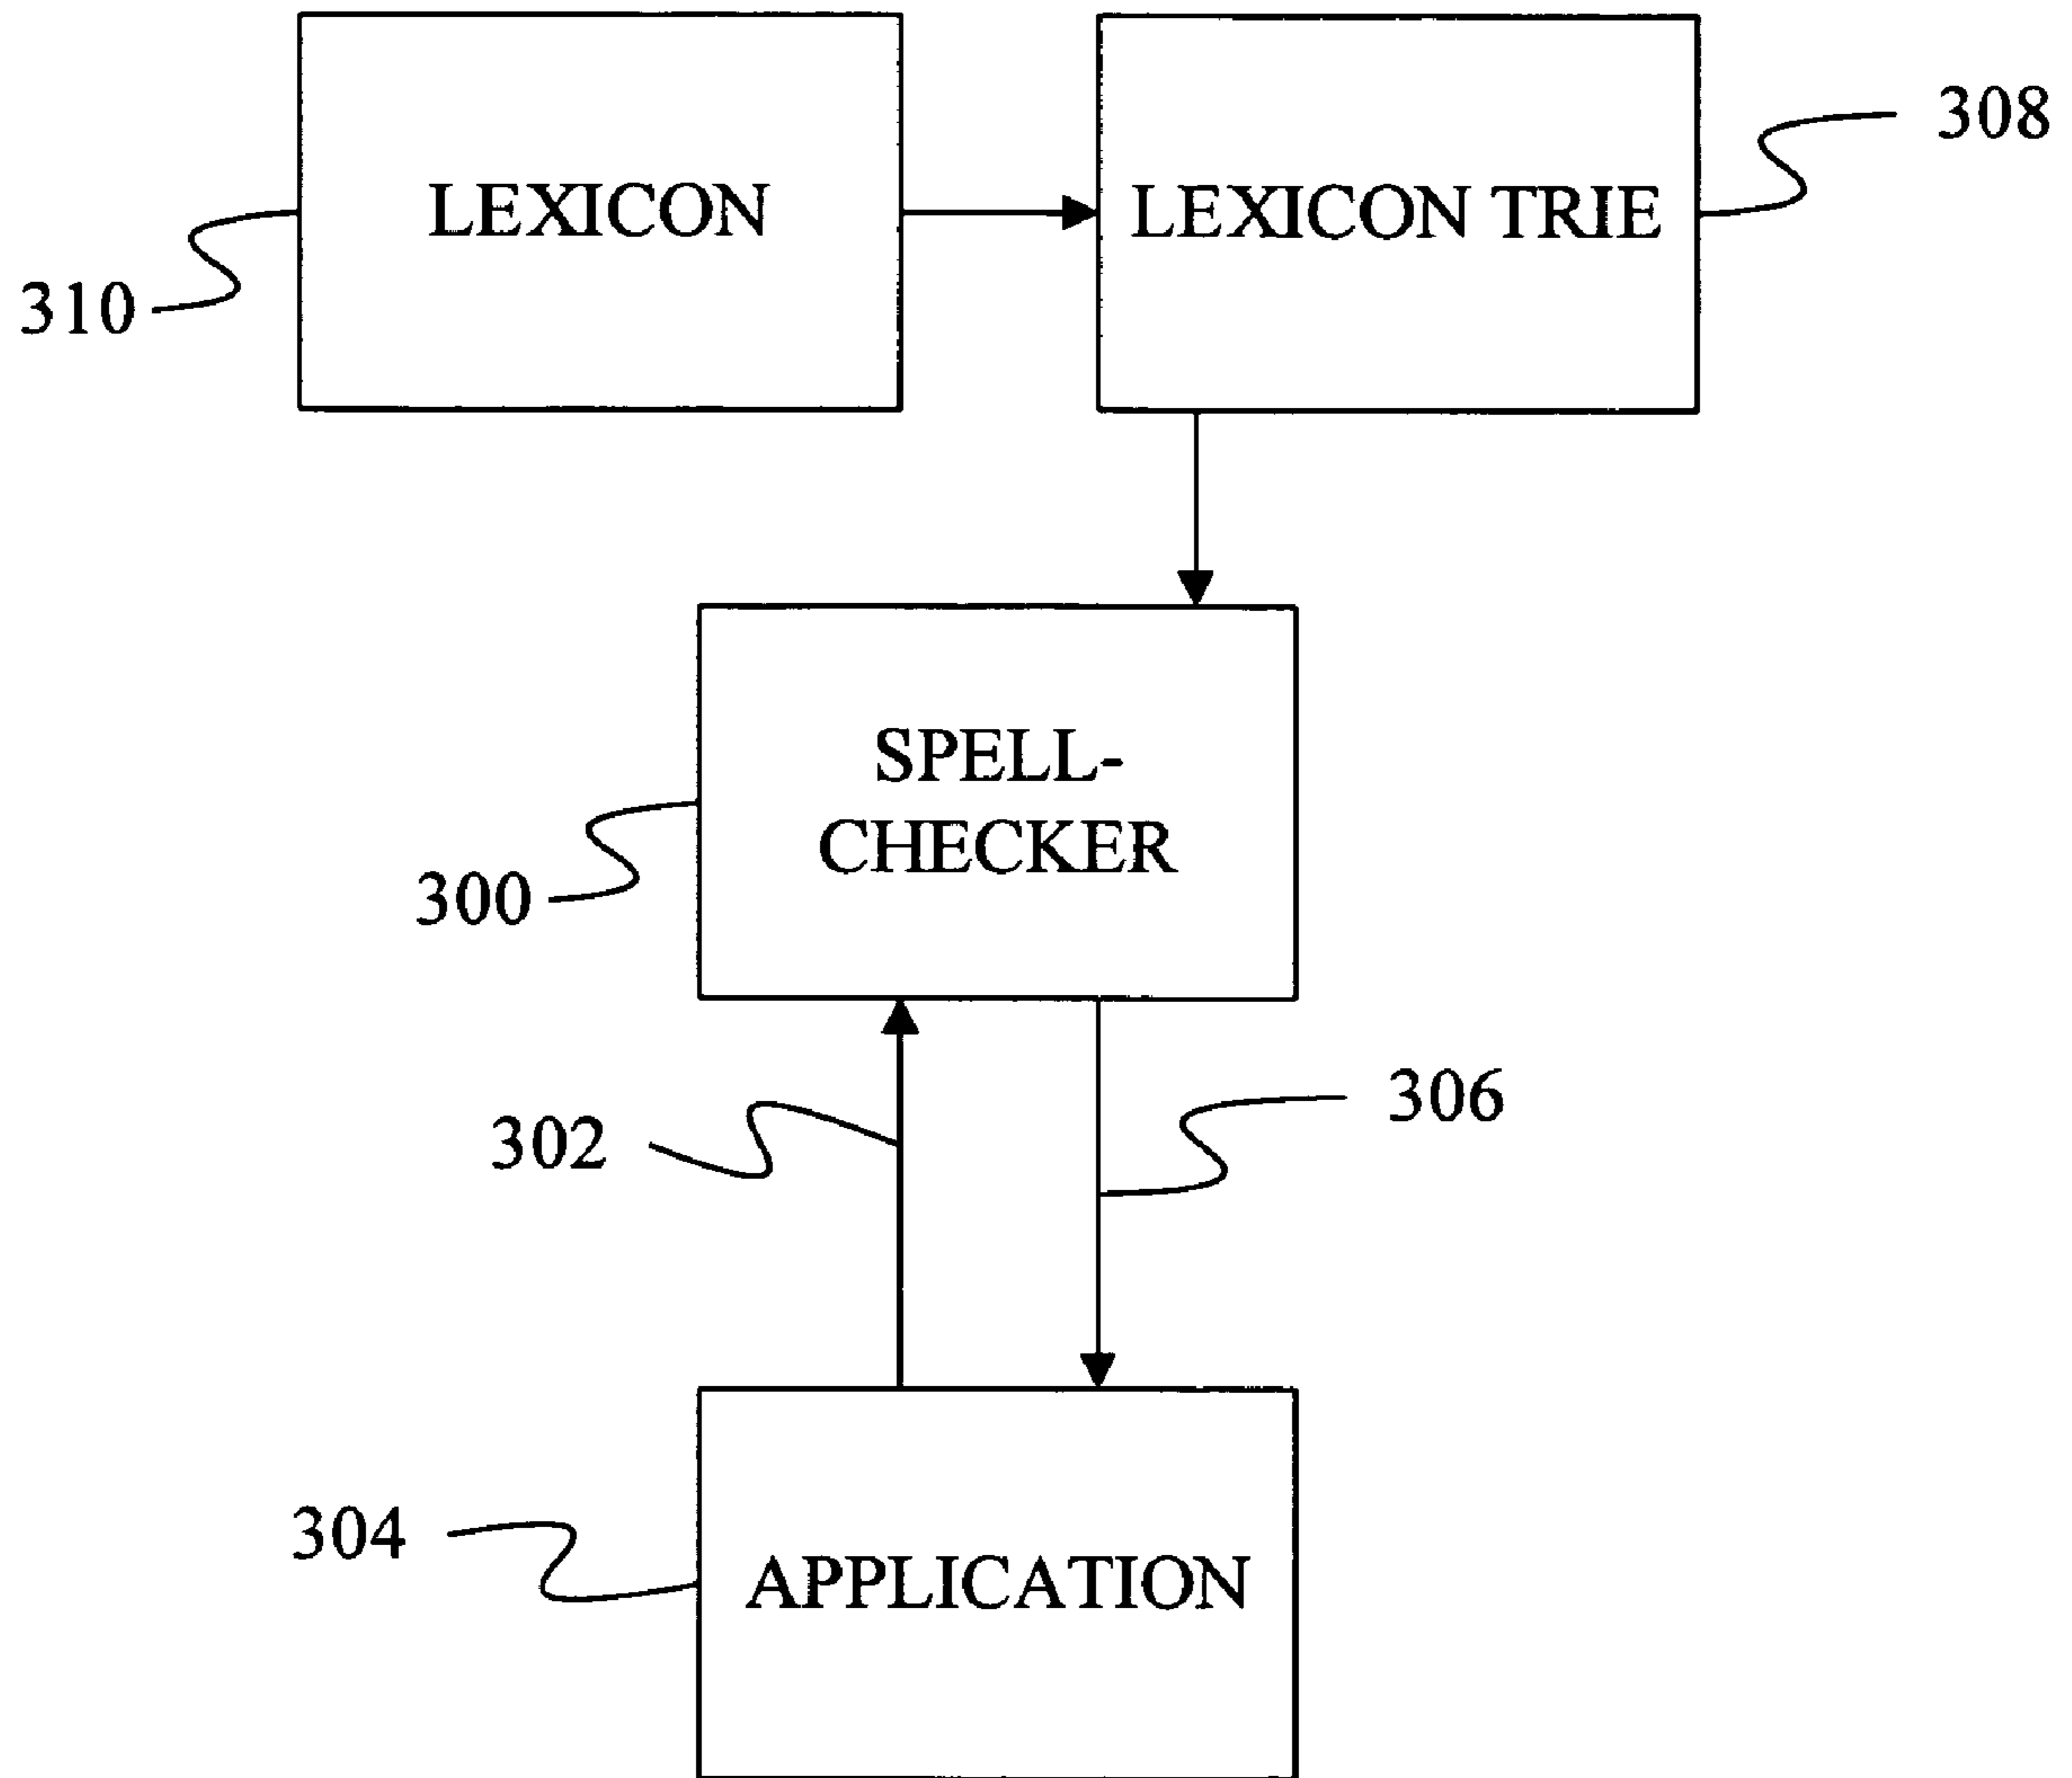 LEXICON
LEXICON TRIE
308
310
SPELL-
CHECKER
300
302
306
304
APPLICATION